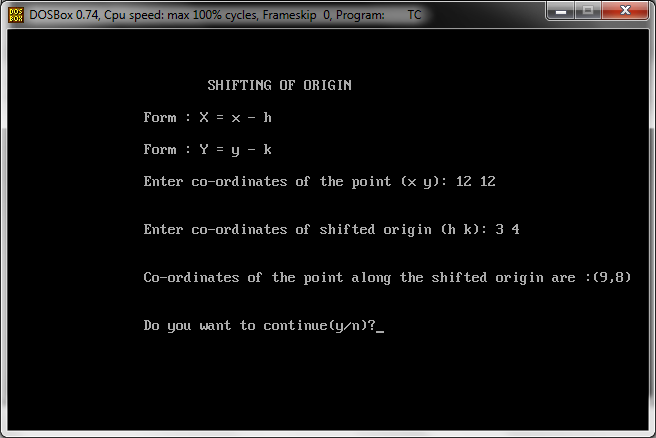 DOS BOX DOSBox 0.74, Cpu speed: max 100% cycles, Frameskip 0, Program: TC
SHIFTING OF ORIGIN
Form : X = x - h
Form : Y = y - k
Enter co-ordinates of the point (x y): 12 12
Enter co-ordinates of shifted origin (h k): 3 4
Co-ordinates of the point along the shifted origin are :(9,8)
Do you want to continue(y/n)?_